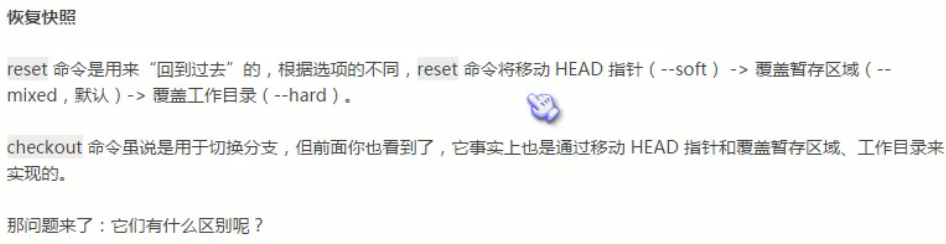 恢复快照
reset 命令是用来“回到过去”的，根据选项的不同，reset 命令将移动 HEAD 指针（--soft）-> 覆盖暂存区域（--
mixed，默认）-> 覆盖工作目录（--hard）。
checkout 命令虽说是用于切换分支，但前面你也看到了，它事实上也是通过移动 HEAD 指针和覆盖暂存区域、工作目录来
实现的。
那问题来了：它们有什么区别呢？